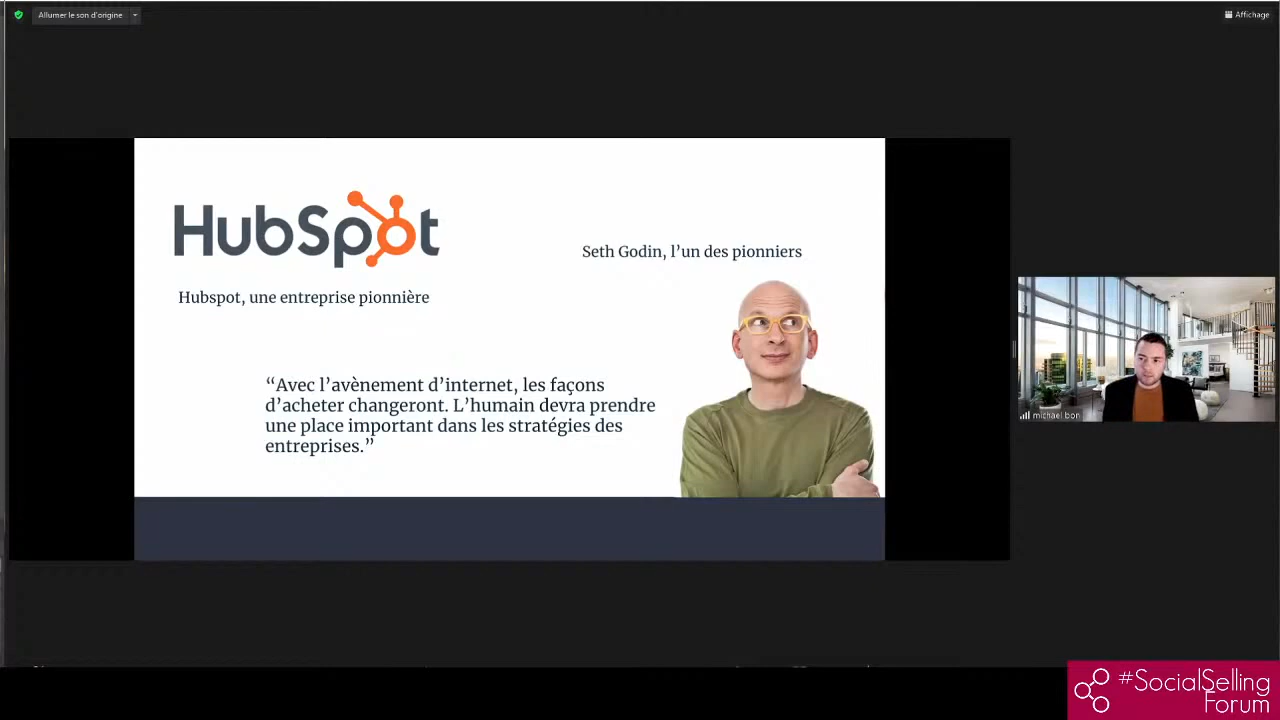 Allumer le son d'origine
Affichage
HubSpot
Seth Godin, l’un des pionniers
Hubspot, une entreprise pionnière
“Avec l’avènement d’internet, les façons
d’acheter changeront. L’humain devra prendre
une place important dans les stratégies des
entreprises.”
michael bon
#SocialSelling
Forum